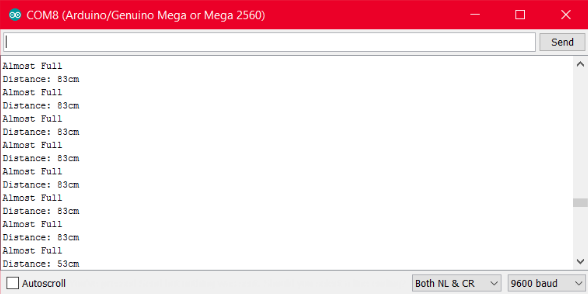 COM8 (Arduino/Genuino Mega or Mega 2560)
Send
Almost Full
Distance: 83cm
Almost Full
Distance: 83cm
Almost Full
Distance: 83cm
Almost Full
Distance: 83cm
Almost Full
Distance: 83cm
Almost Full
Distance: 83cm
Almost Full
Distance: 83cm
Almost Full
Distance: 53cm
Autoscroll
Both NL & CR
9600 baud